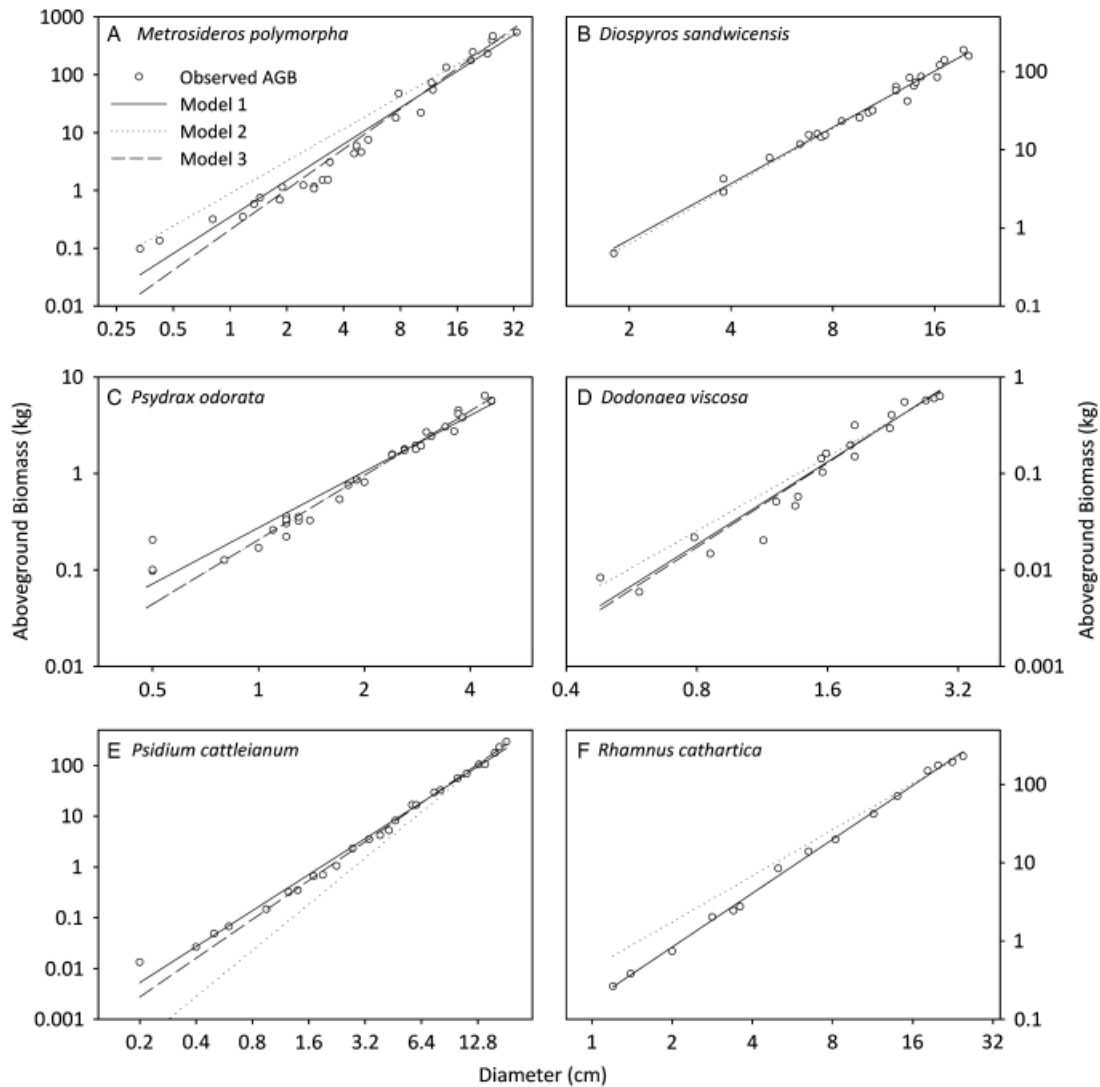 A Metrosideros polymorpha
Observed AGB
Model 1
Model 2
Model 3
1000
100
10
1
0.1
0.01
0.25 0.5 1 2 4 8 16 32
B Diospyros sandwicensis
100
10
1
0.1
2 4 8 16
C Psydrax odorata
10
1
0.1
0.01
0.5 1 2 4
D Dodonaea viscosa
1
0.1
0.01
0.001
0.4 0.8 1.6 3.2
E Psidium cattleianum
100
10
1
0.1
0.01
0.001
0.2 0.4 0.8 1.6 3.2 6.4 12.8
F Rhamnus cathartica
100
10
1
0.1
1 2 4 8 16 32
Aboveground Biomass (kg)
Aboveground Biomass (kg)
Diameter (cm)